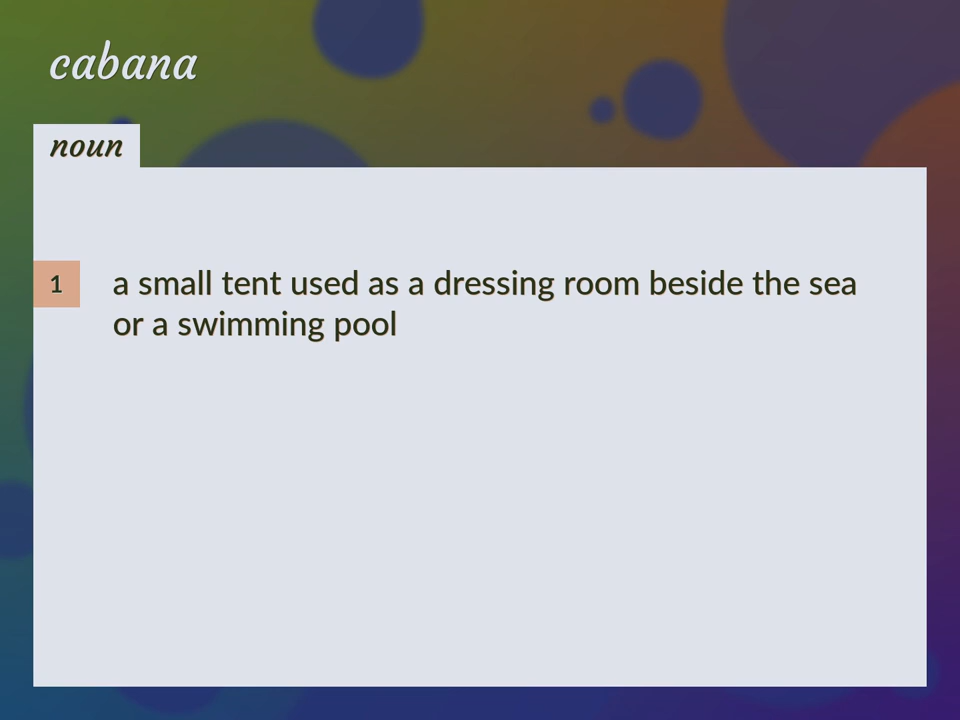 cabana
noun
1 a small tent used as a dressing room beside the sea
or a swimming pool